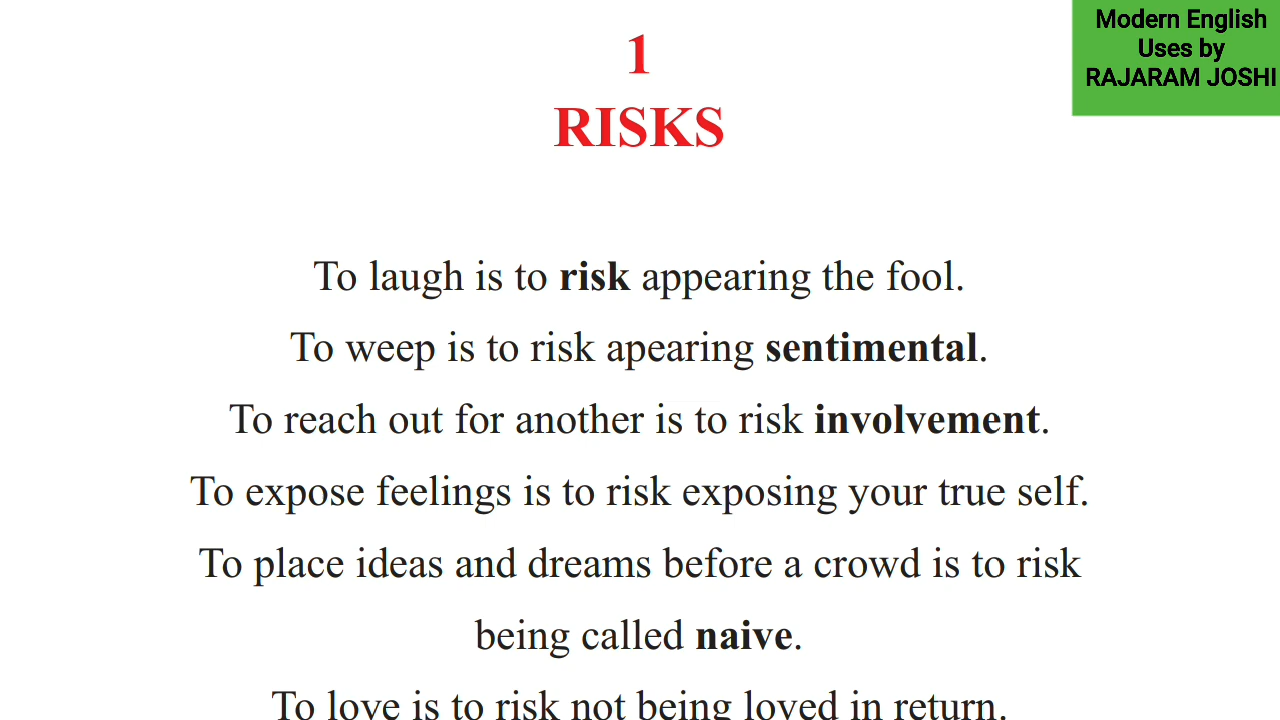 1
RISKS
Modern English
Uses by
RAJARAM JOSHI
To laugh is to risk appearing the fool.
To weep is to risk apearing sentimental.
To reach out for another is to risk involvement.
To expose feelings is to risk exposing your true self.
To place ideas and dreams before a crowd is to risk
being called naive.
To love is to risk not being loved in return.